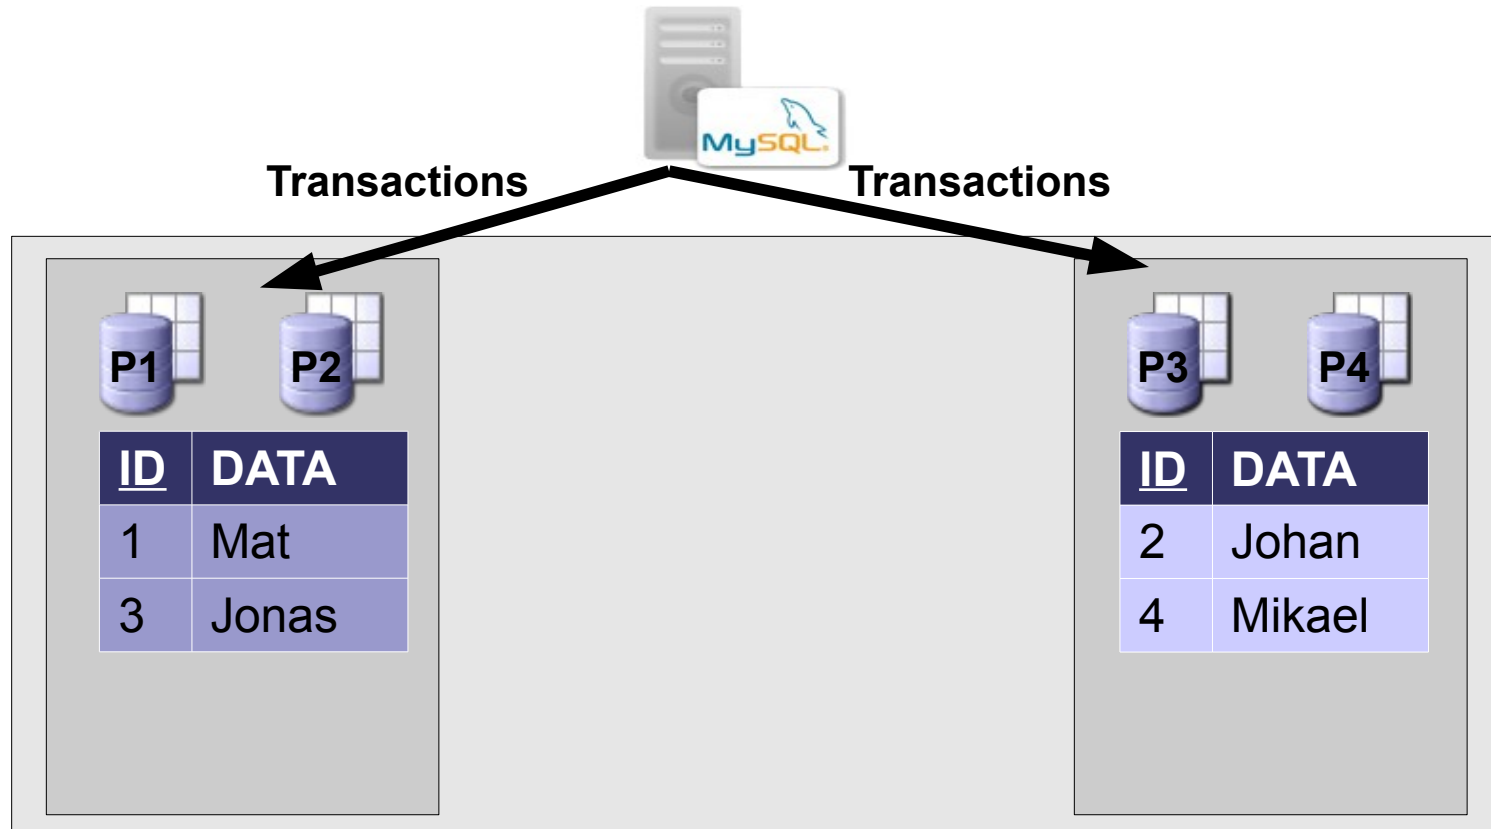 MySQL.
Transactions Transactions
P1 P2 P3 P4
ID DATA ID DATA
1 Mat 2 Johan
3 Jonas 4 Mikael